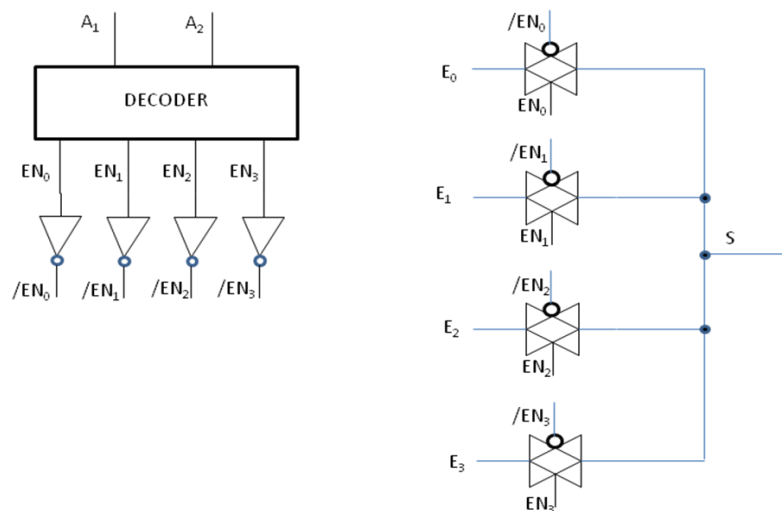 A₁ A₂
DECODER
EN₀ EN₁ EN₂ EN₃
/EN₀ /EN₁ /EN₂ /EN₃
/EN₀
E₀
EN₀
/EN₁
E₁
EN₁
S
/EN₂
E₂
EN₂
/EN₃
E₃
EN₃